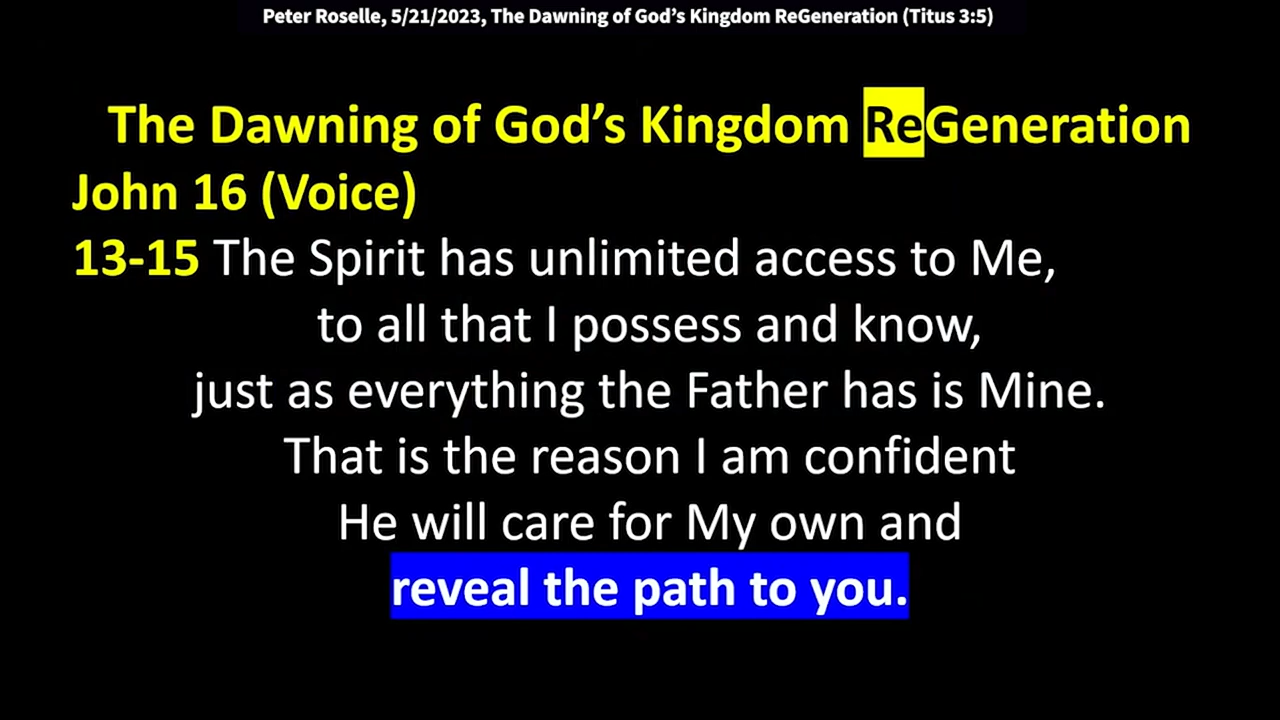 Peter Roselle, 5/21/2023, The Dawning of God’s Kingdom ReGeneration (Titus 3:5)
The Dawning of God’s Kingdom ReGeneration
John 16 (Voice)
13-15 The Spirit has unlimited access to Me,
to all that I possess and know,
just as everything the Father has is Mine.
That is the reason I am confident
He will care for My own and
reveal the path to you.